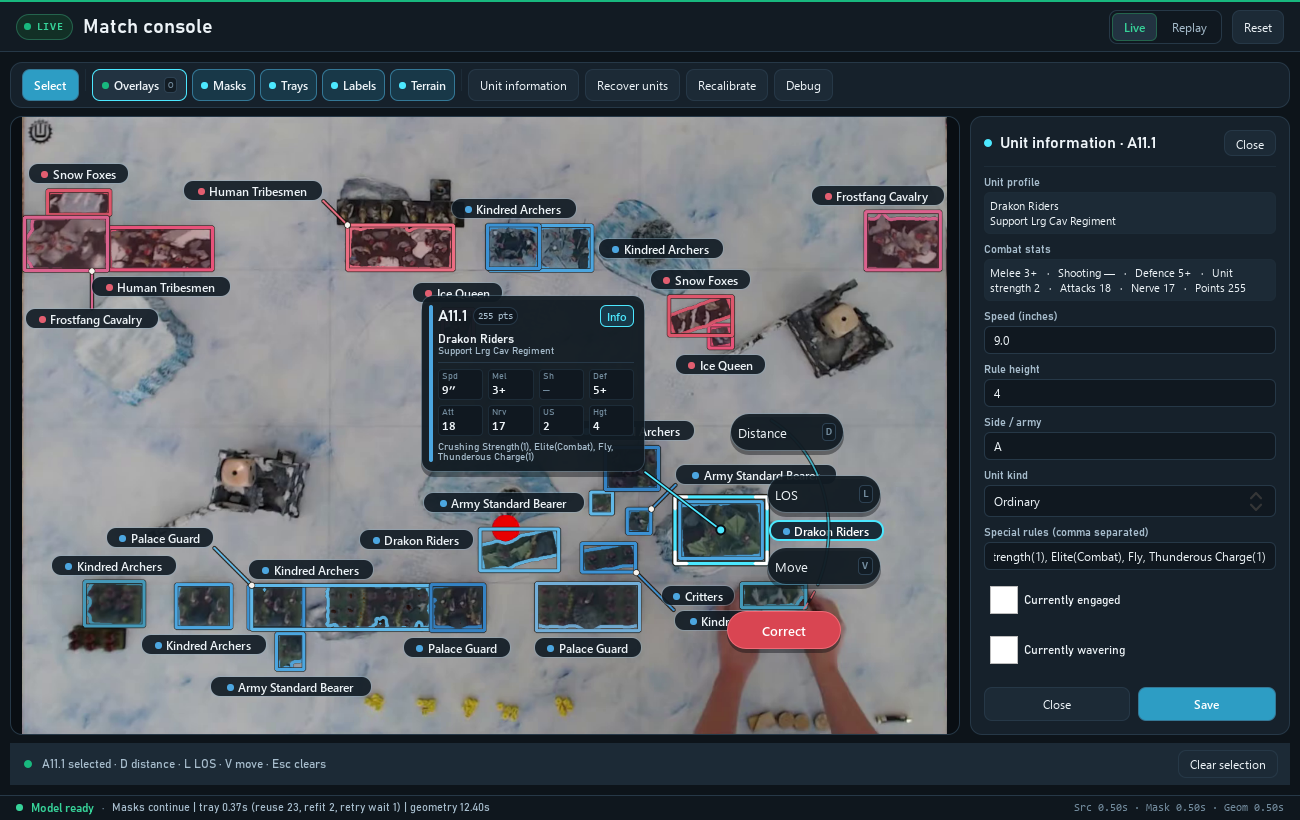 LIVE
Match console
Live
Replay
Reset
Select
Overlays O
Masks
Trays
Labels
Terrain
Unit information
Recover units
Recalibrate
Debug
Snow Foxes
Human Tribesmen
Kindred Archers
Frostfang Cavalry
Kindred Archers
Snow Foxes
Human Tribesmen
Ice Queen
Frostfang Cavalry
Ice Queen
A11.1 255 pts Info
Drakon Riders
Support Lrg Cav Regiment
Spd Mel Sh Def
9″ 3+ — 5+
Att Nrv US Hgt
18 17 2 4
Crushing Strength(1), Elite(Combat), Fly,
Thunderous Charge(1)
Archers
Distance D
Army Standard Beare
LOS L
Army Standard Bearer
Drakon Riders
Palace Guard
Drakon Riders
Move V
Kindred Archers
Kindred Archers
Critters
Kindr
Correct
Kindred Archers
Palace Guard
Palace Guard
Army Standard Bearer
Unit information · A11.1
Close
Unit profile
Drakon Riders
Support Lrg Cav Regiment
Combat stats
Melee 3+ · Shooting — · Defence 5+ · Unit
strength 2 · Attacks 18 · Nerve 17 · Points 255
Speed (inches)
9.0
Rule height
4
Side / army
A
Unit kind
Ordinary
Special rules (comma separated)
trength(1), Elite(Combat), Fly, Thunderous Charge(1)
Currently engaged
Currently wavering
Close
Save
A11.1 selected · D distance · L LOS · V move · Esc clears
Clear selection
Model ready · Masks continue | tray 0.37s (reuse 23, refit 2, retry wait 1) | geometry 12.40s
Src 0.50s · Mask 0.50s · Geom 0.50s